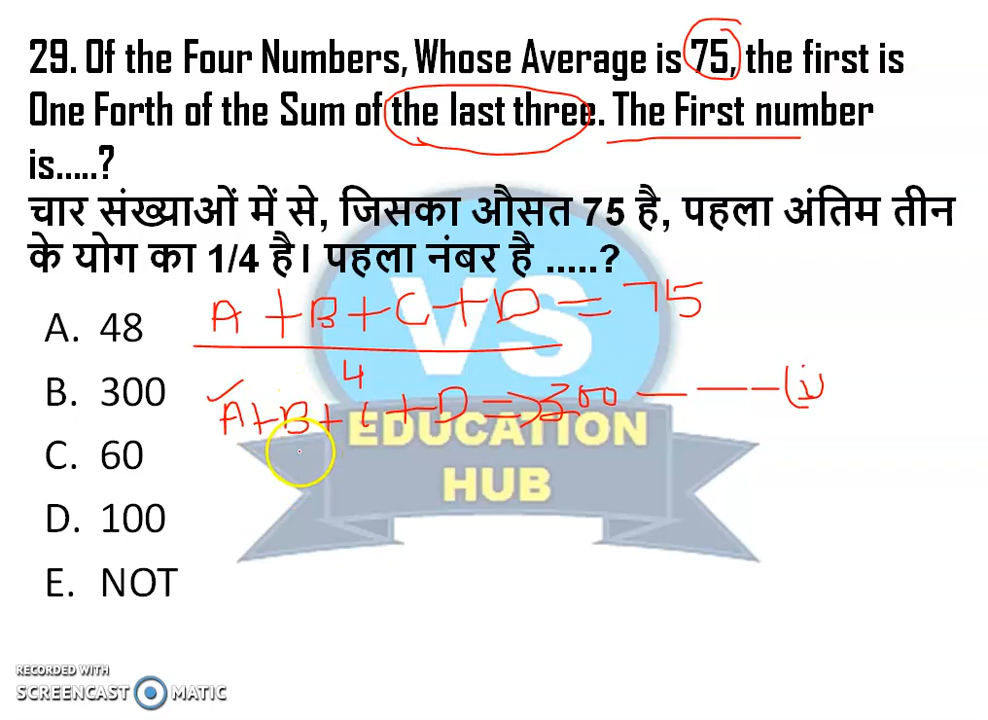 29. Of the Four Numbers, Whose Average is 75, the first is
One Forth of the Sum of the last three. The First number
is.....?
चार संख्याओं में से, जिसका औसत 75 है, पहला अंतिम तीन
के योग का 1/4 है। पहला नंबर है .....?
A + B + C + D = 75
4
A. 48
B. 300
A + B + C + D => 300 — — — (i)
C. 60
D. 100
E. NOT
VS
EDUCATION
HUB
RECORDED WITH
SCREENCAST MATIC